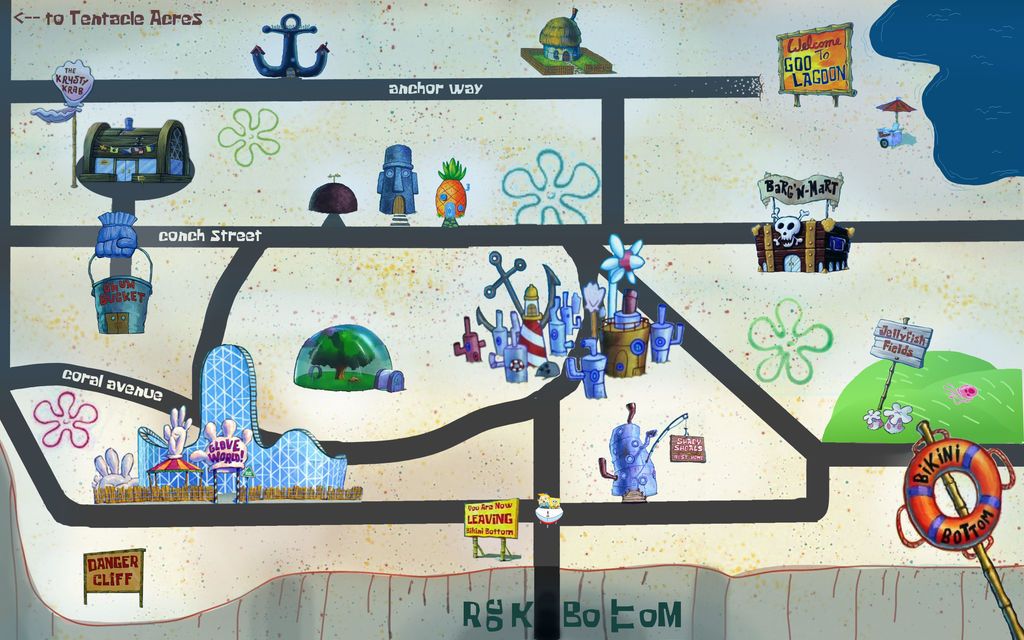 <-- to Tentacle Acres
THE
KRUSTY
KRAB
anchor way
Welcome
To
GOO
LAGOON
BARG'N-MART
conch Street
CHUM
BUCKET
coral avenue
GLOVE
WORLD!
Jellyfish
Fields
SHADY
SHOALS
REST HOME
You Are Now
LEAVING
Bikini Bottom
BIKINI
BOTTOM
DANGER
CLIFF
ROCK BOTTOM